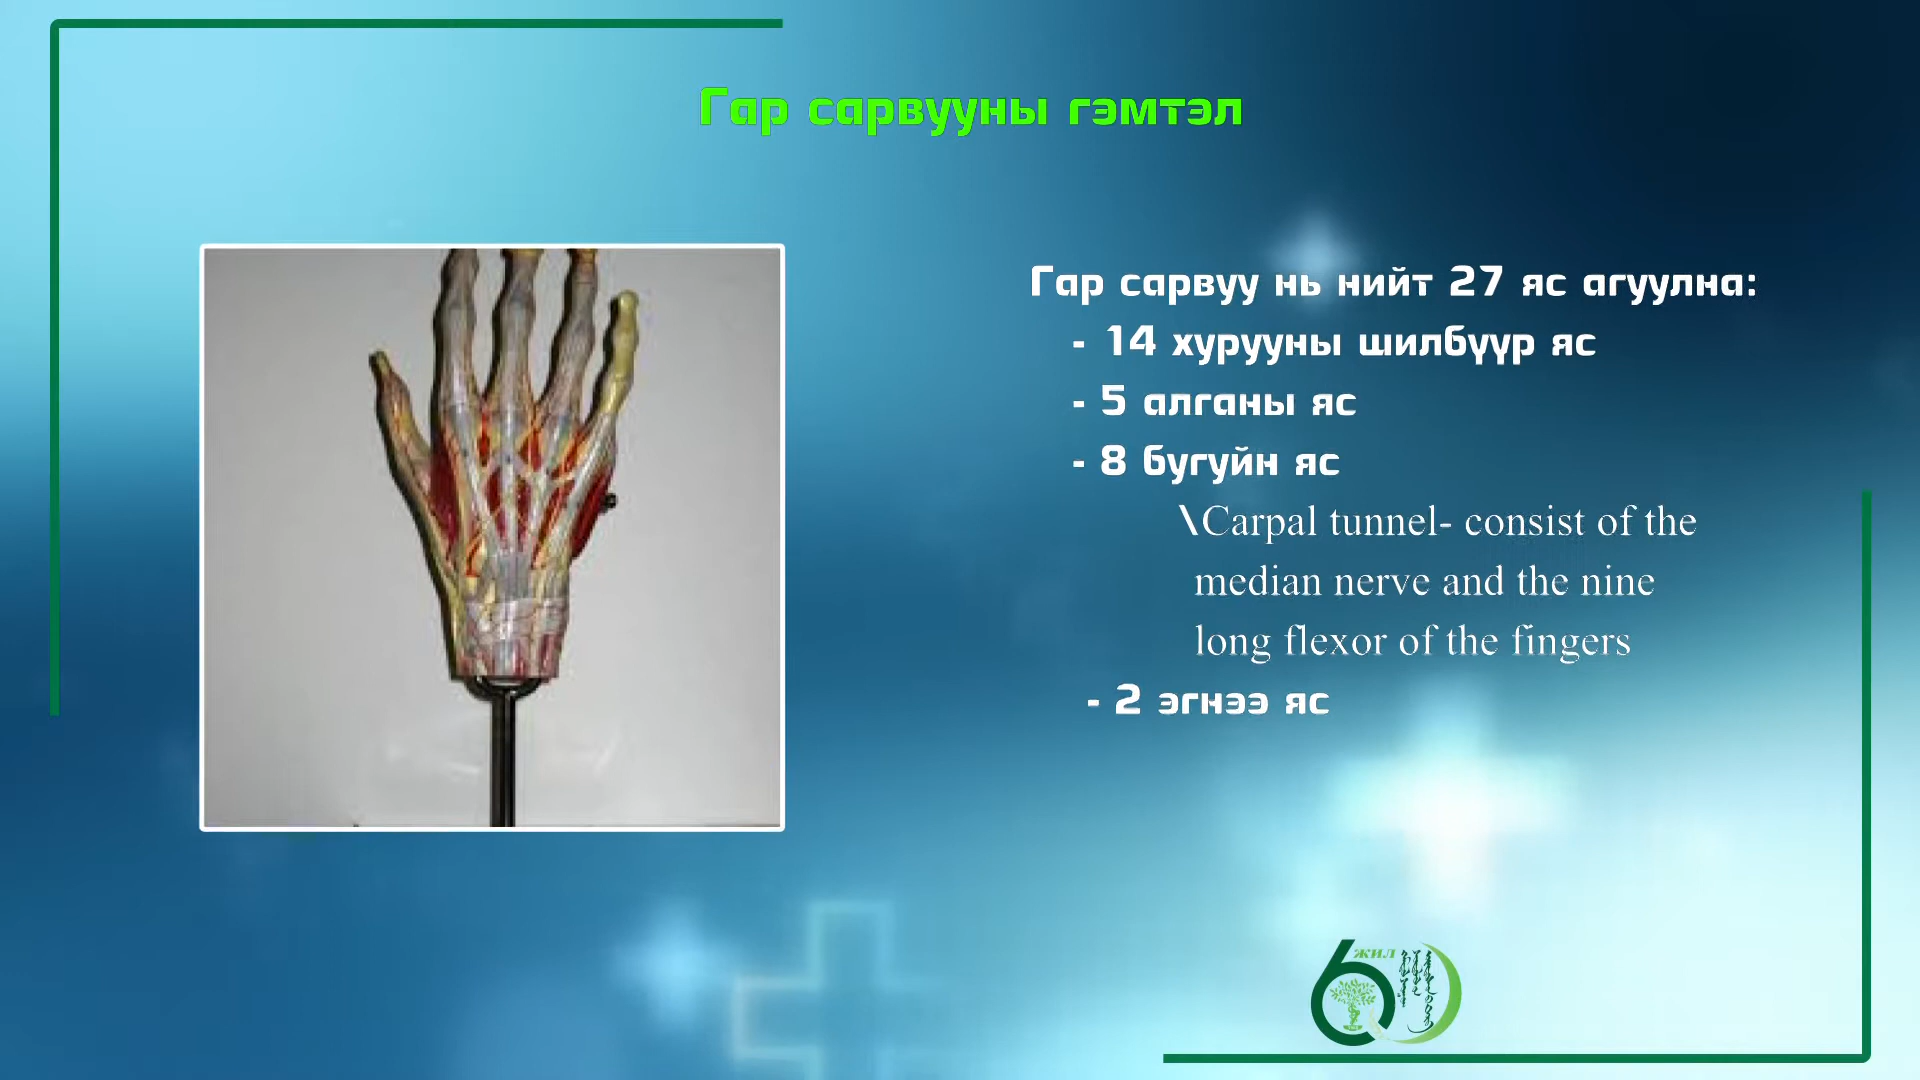 Гар сарвууны гэмтэл
Гар сарвуу нь нийт 27 яс агуулна:
- 14 хурууны шилбүүр яс
- 5 алганы яс
- 8 бугуйн яс
\Carpal tunnel- consist of the
median nerve and the nine
long flexor of the fingers
- 2 эгнээ яс
60 ЖИЛ